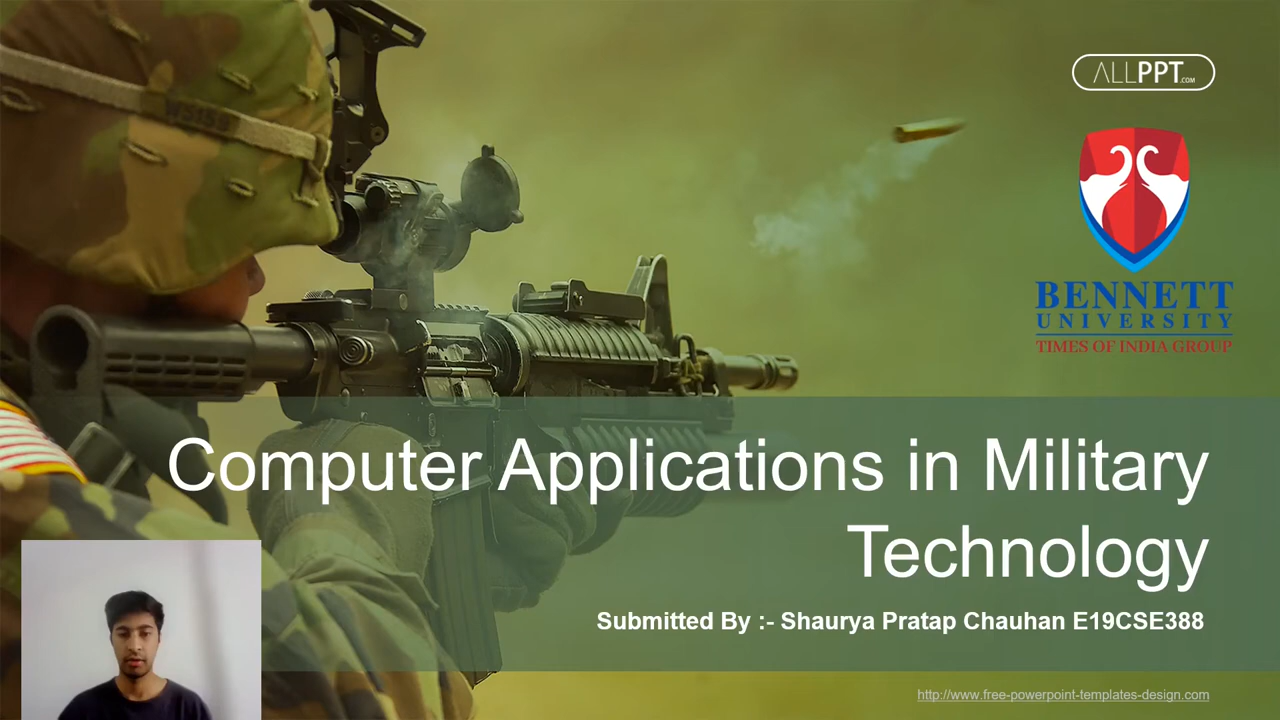 ALLPPT.COM
BENNETT
UNIVERSITY
TIMES OF INDIA GROUP
Computer Applications in Military
Technology
Submitted By :- Shaurya Pratap Chauhan E19CSE388
http://www.free-powerpoint-templates-design.com